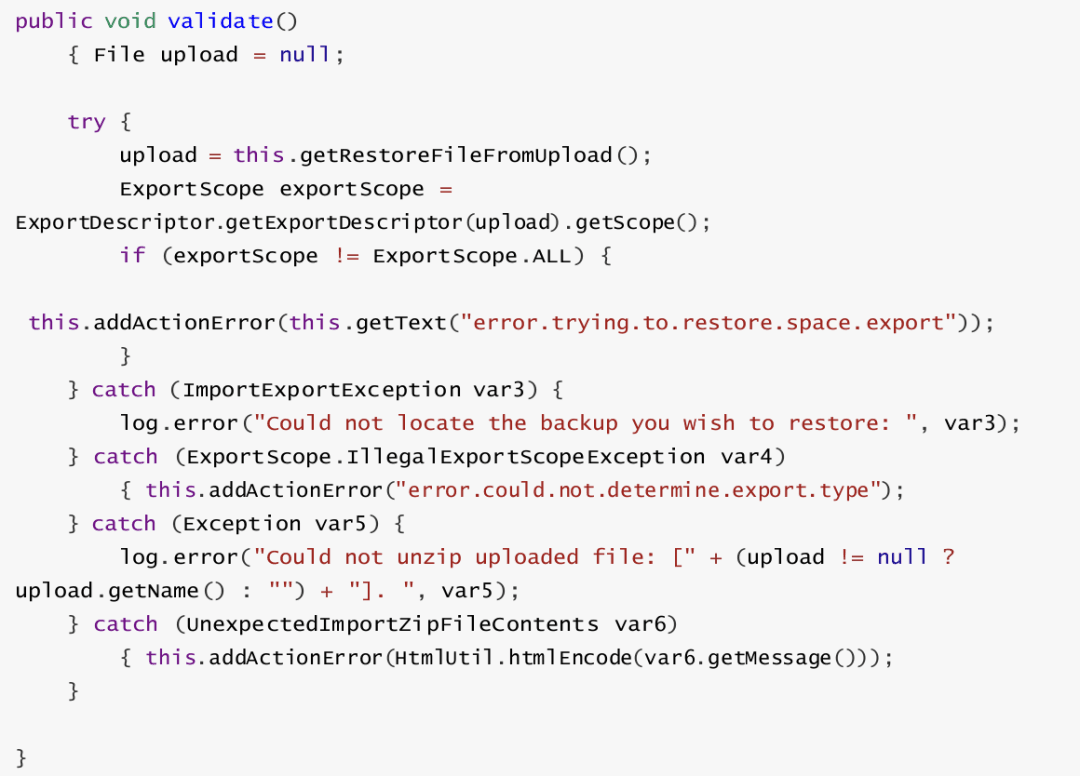 public void validate()
{ File upload = null;
try {
upload = this.getRestoreFileFromUpload();
ExportScope exportScope =
ExportDescriptor.getExportDescriptor(upload).getScope();
if (exportScope != ExportScope.ALL) {
this.addActionError(this.getText("error.trying.to.restore.space.export"));
}
} catch (ImportExportException var3) {
log.error("Could not locate the backup you wish to restore: ", var3);
} catch (ExportScope.IllegalExportScopeException var4)
{ this.addActionError("error.could.not.determine.export.type");
} catch (Exception var5) {
log.error("Could not unzip uploaded file: [" + (upload != null ?
upload.getName() : "") + "]. ", var5);
} catch (UnexpectedImportZipFileContents var6)
{ this.addActionError(HtmlUtil.htmlEncode(var6.getMessage()));
}
}